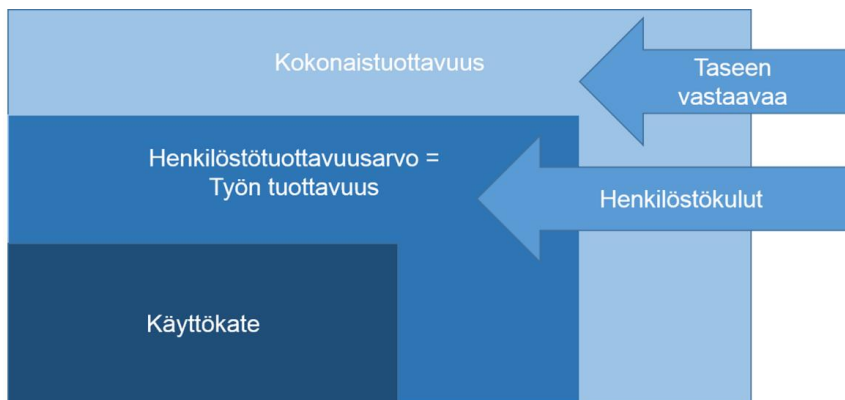 Kokonaistuottavuus
Taseen
vastaavaa
Henkilöstötuottavuusarvo =
Työn tuottavuus
Henkilöstökulut
Käyttökate